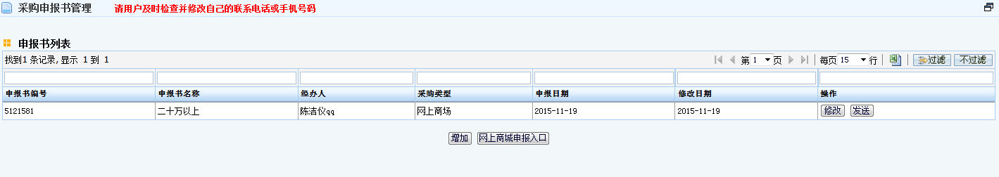 采购申报书管理 请用户及时检查并修改自己的联系电话或手机号码
申报书列表
找到1 条记录, 显示 1 到 1 第 1 页 每页 15 行 过滤 不过滤
申报书编号 申报书名称 经办人 采购类型 申报日期 修改日期 操作
5121581 二十万以上 陈洁仪qq 网上商场 2015-11-19 2015-11-19 修改 发送
增加 网上商城申报入口